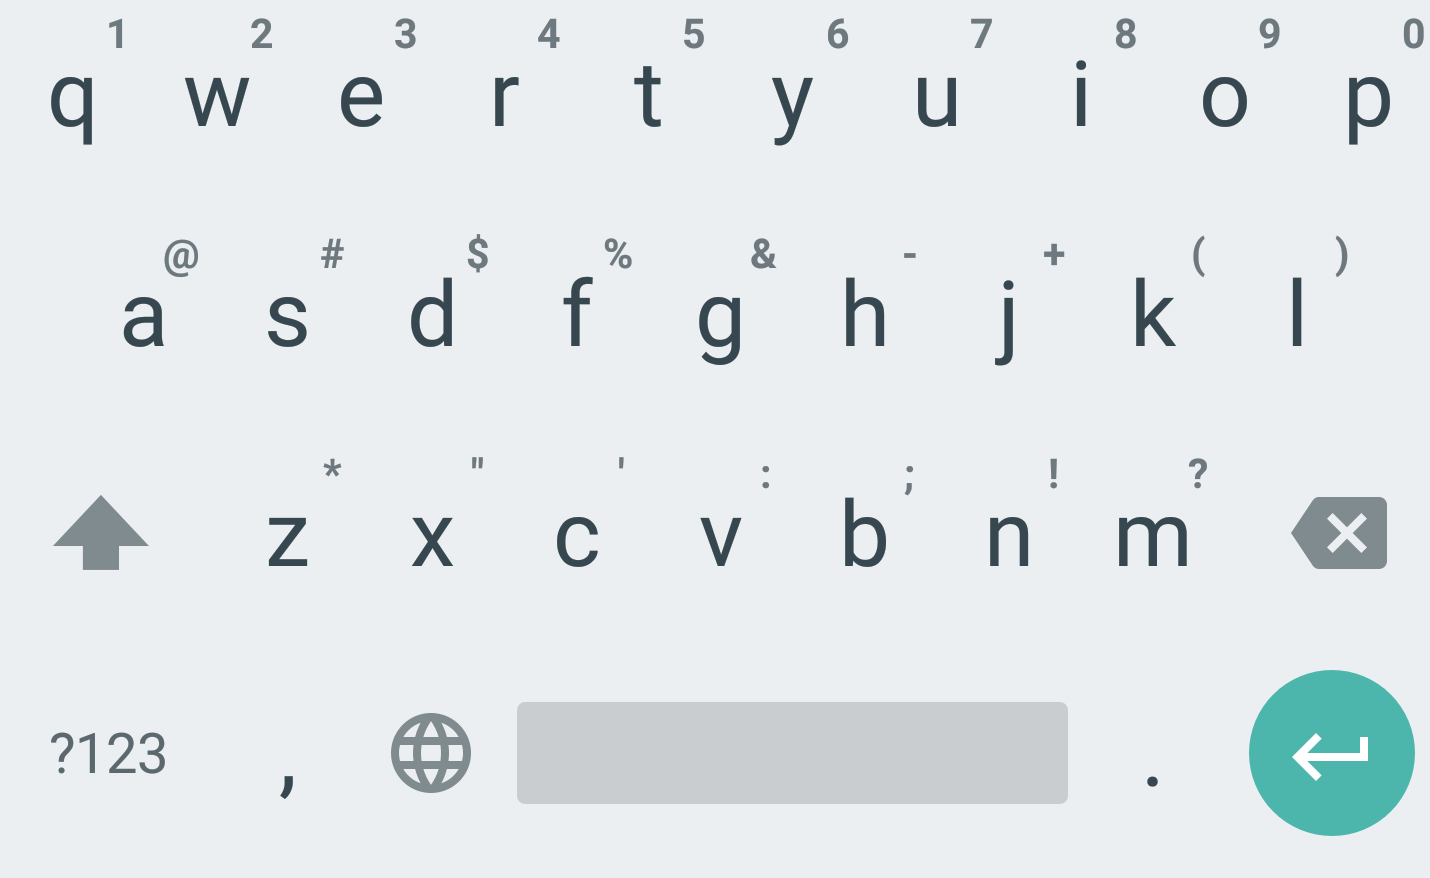 1 2 3 4 5 6 7 8 9 0
q w e r t y u i o p
@ # $ % & - + ( )
a s d f g h j k l
* " ' : ; ! ?
z x c v b n m
?123 , .